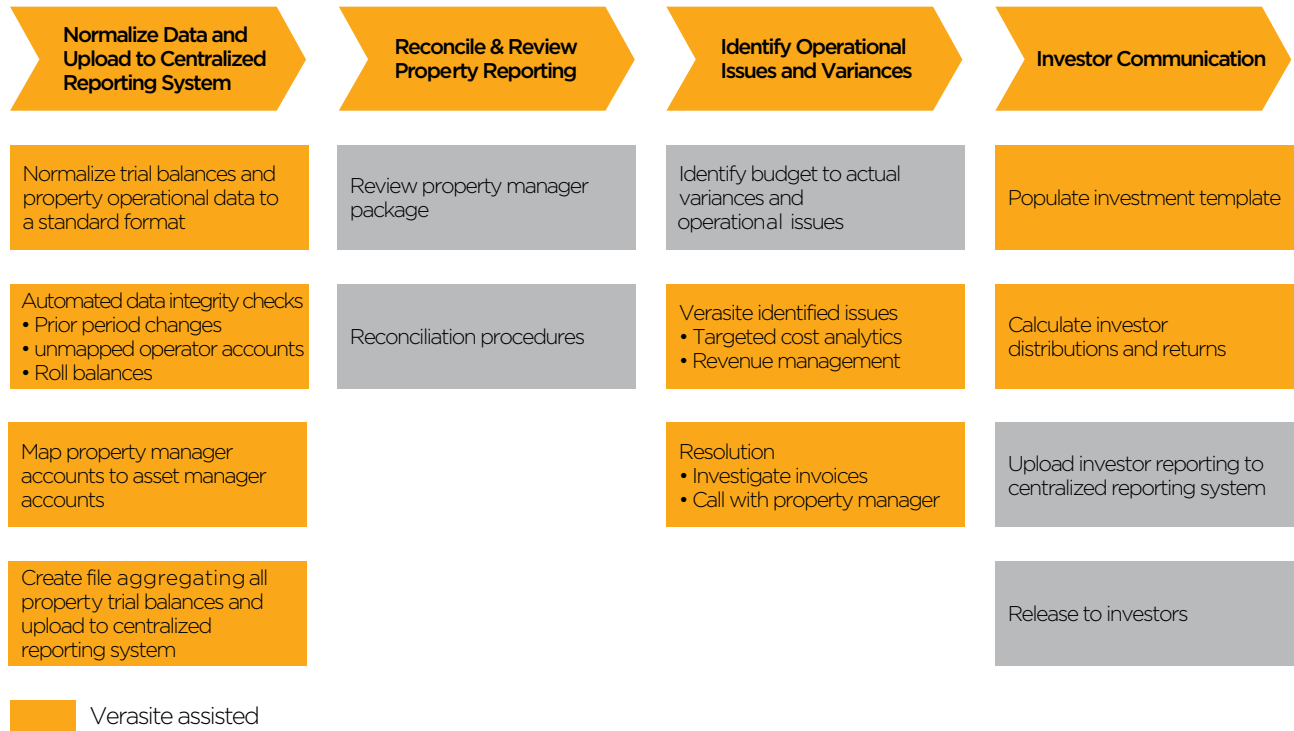 Normalize Data and
Upload to Centralized
Reporting System
Reconcile & Review
Property Reporting
Identify Operational
Issues and Variances
Investor Communication
Normalize trial balances and
property operational data to
a standard format
Automated data integrity checks
• Prior period changes
• unmapped operator accounts
• Roll balances
Map property manager
accounts to asset manager
accounts
Create file aggregating all
property trial balances and
upload to centralized
reporting system
Review property manager
package
Reconciliation procedures
Identify budget to actual
variances and
operational issues
Verasite identified issues
• Targeted cost analytics
• Revenue management
Resolution
• Investigate invoices
• Call with property manager
Populate investment template
Calculate investor
distributions and returns
Upload investor reporting to
centralized reporting system
Release to investors
Verasite assisted